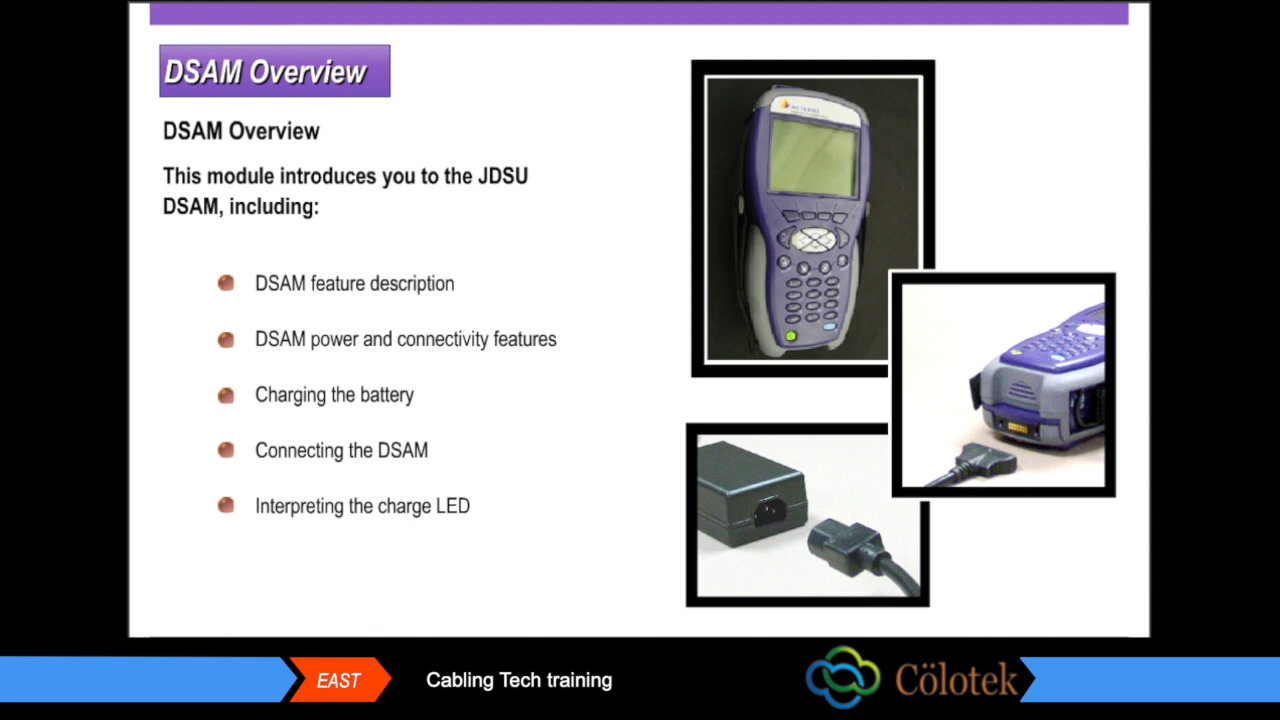 DSAM Overview
DSAM Overview
This module introduces you to the JDSU
DSAM, including:
DSAM feature description
DSAM power and connectivity features
Charging the battery
Connecting the DSAM
Interpreting the charge LED
EAST
Cabling Tech training
Cölotek